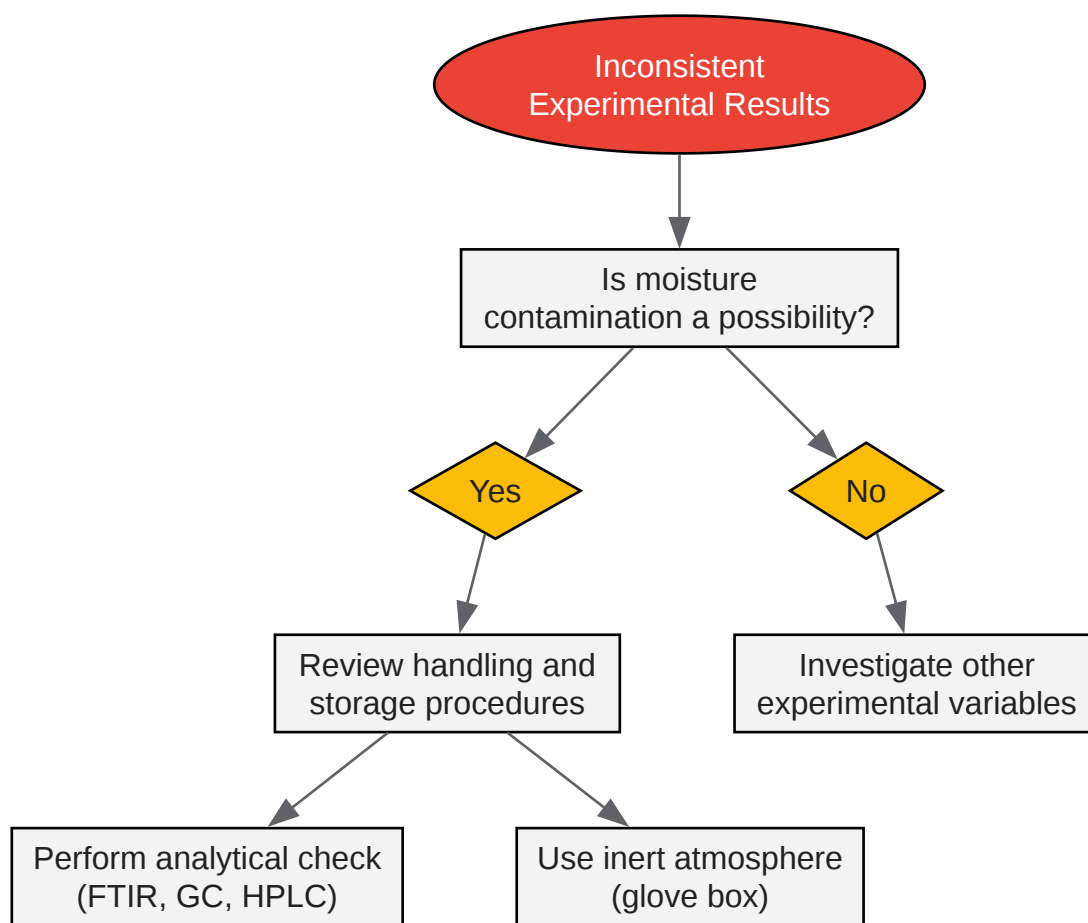 Inconsistent
Experimental Results
Is moisture
contamination a possibility?
Yes
No
Review handling and
storage procedures
Investigate other
experimental variables
Perform analytical check
(FTIR, GC, HPLC)
Use inert atmosphere
(glove box)